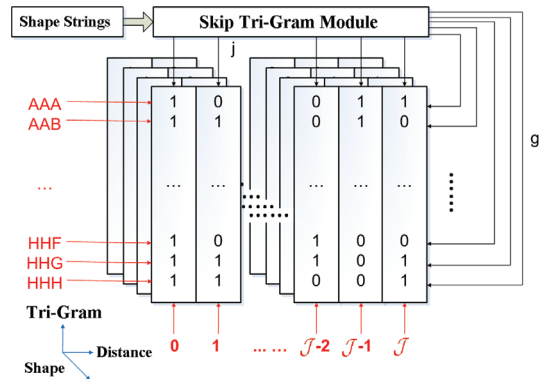 Shape Strings
Skip Tri-Gram Module
j
AAA 1 0 0 1 1
AAB 1 1 0 1 0
g
... ... ... ... ... ...
HHF 1 0 1 0 0
HHG 1 1 1 0 1
HHH 1 1 0 0 1
Tri-Gram
Distance
Shape
0 1 ... ... J-2 J-1 J